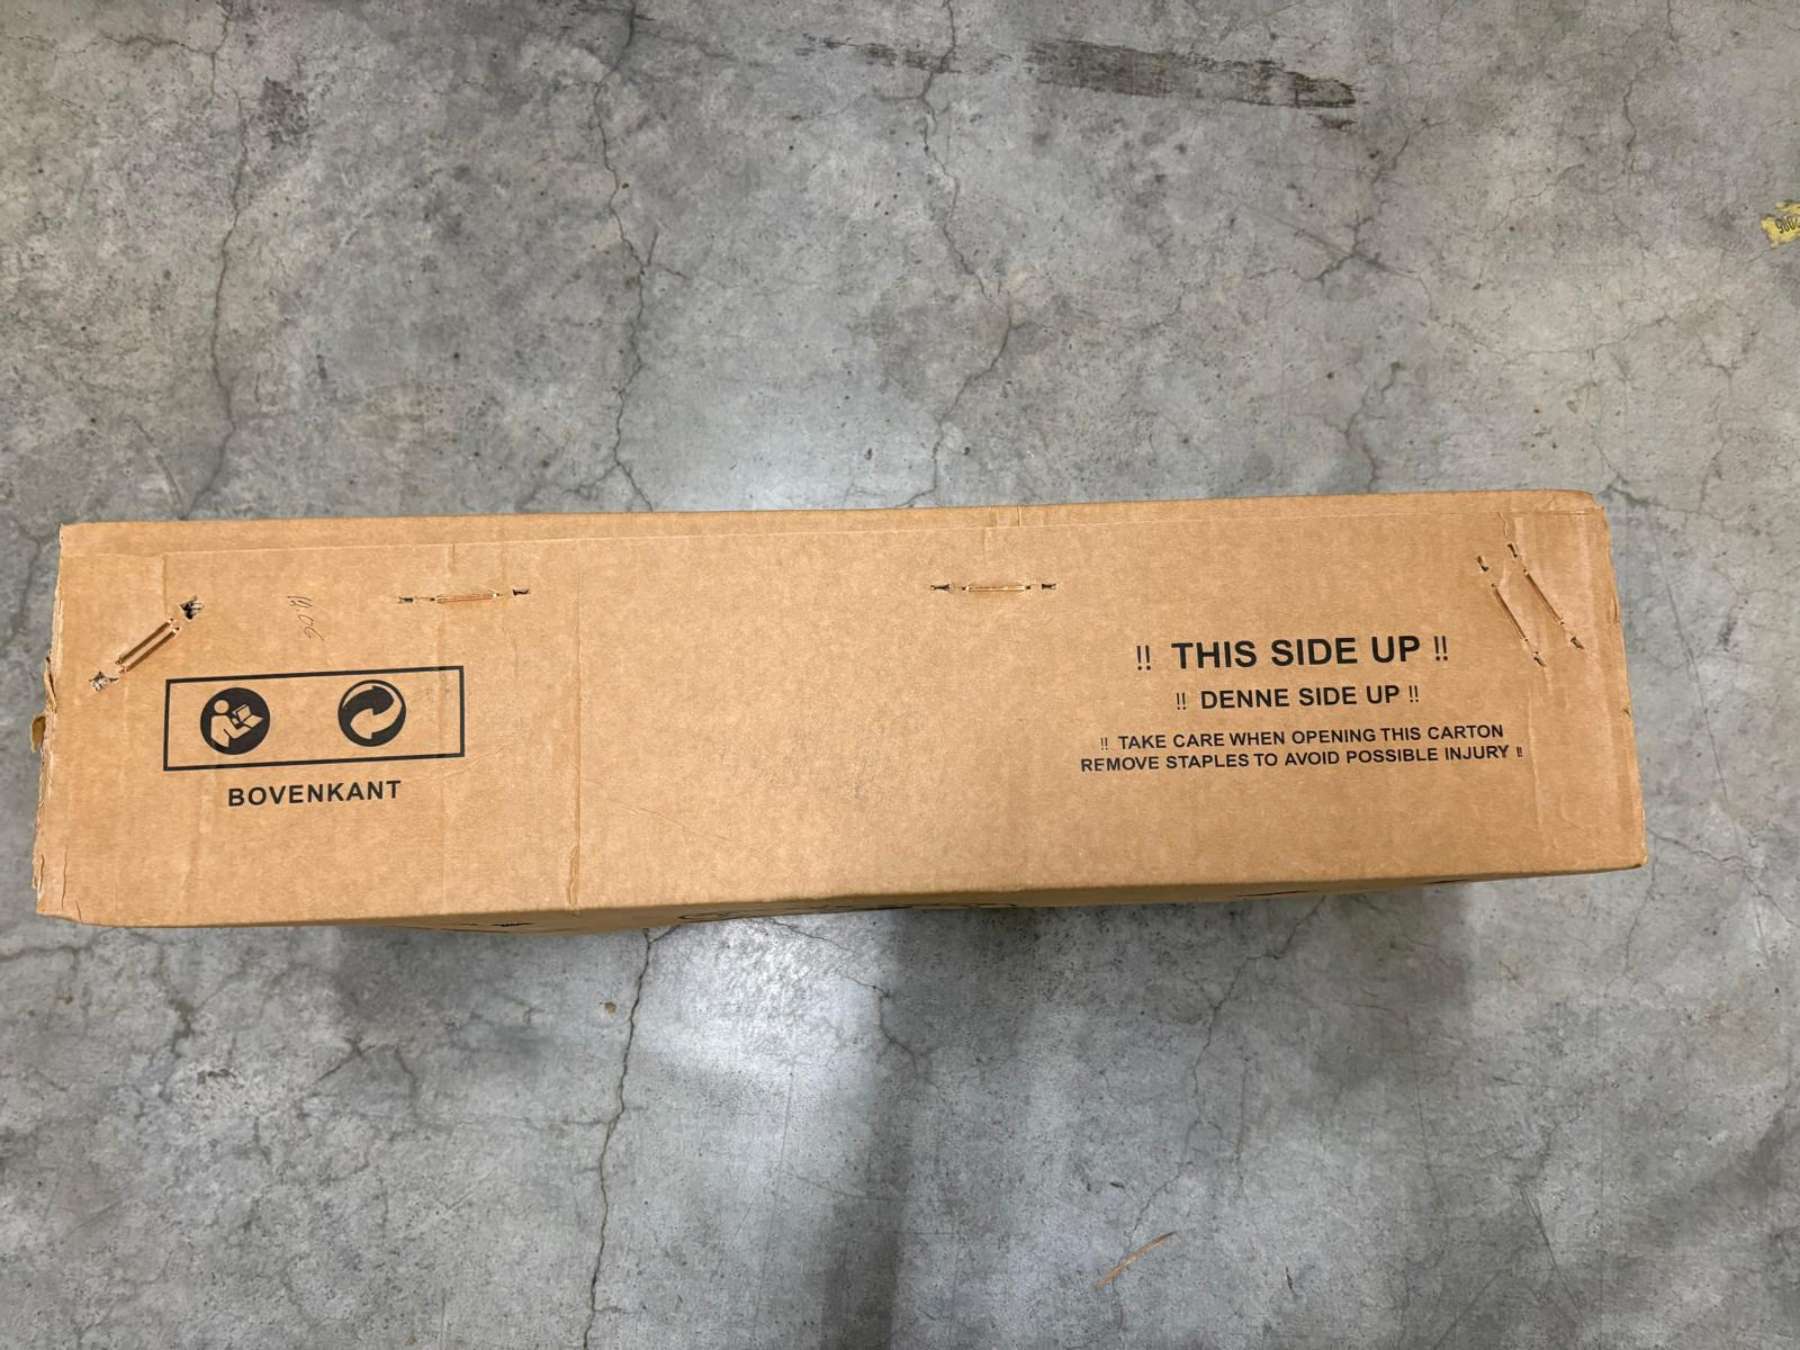 ‼ THIS SIDE UP ‼
‼ DENNE SIDE UP ‼
‼ TAKE CARE WHEN OPENING THIS CARTON
REMOVE STAPLES TO AVOID POSSIBLE INJURY ‼
BOVENKANT